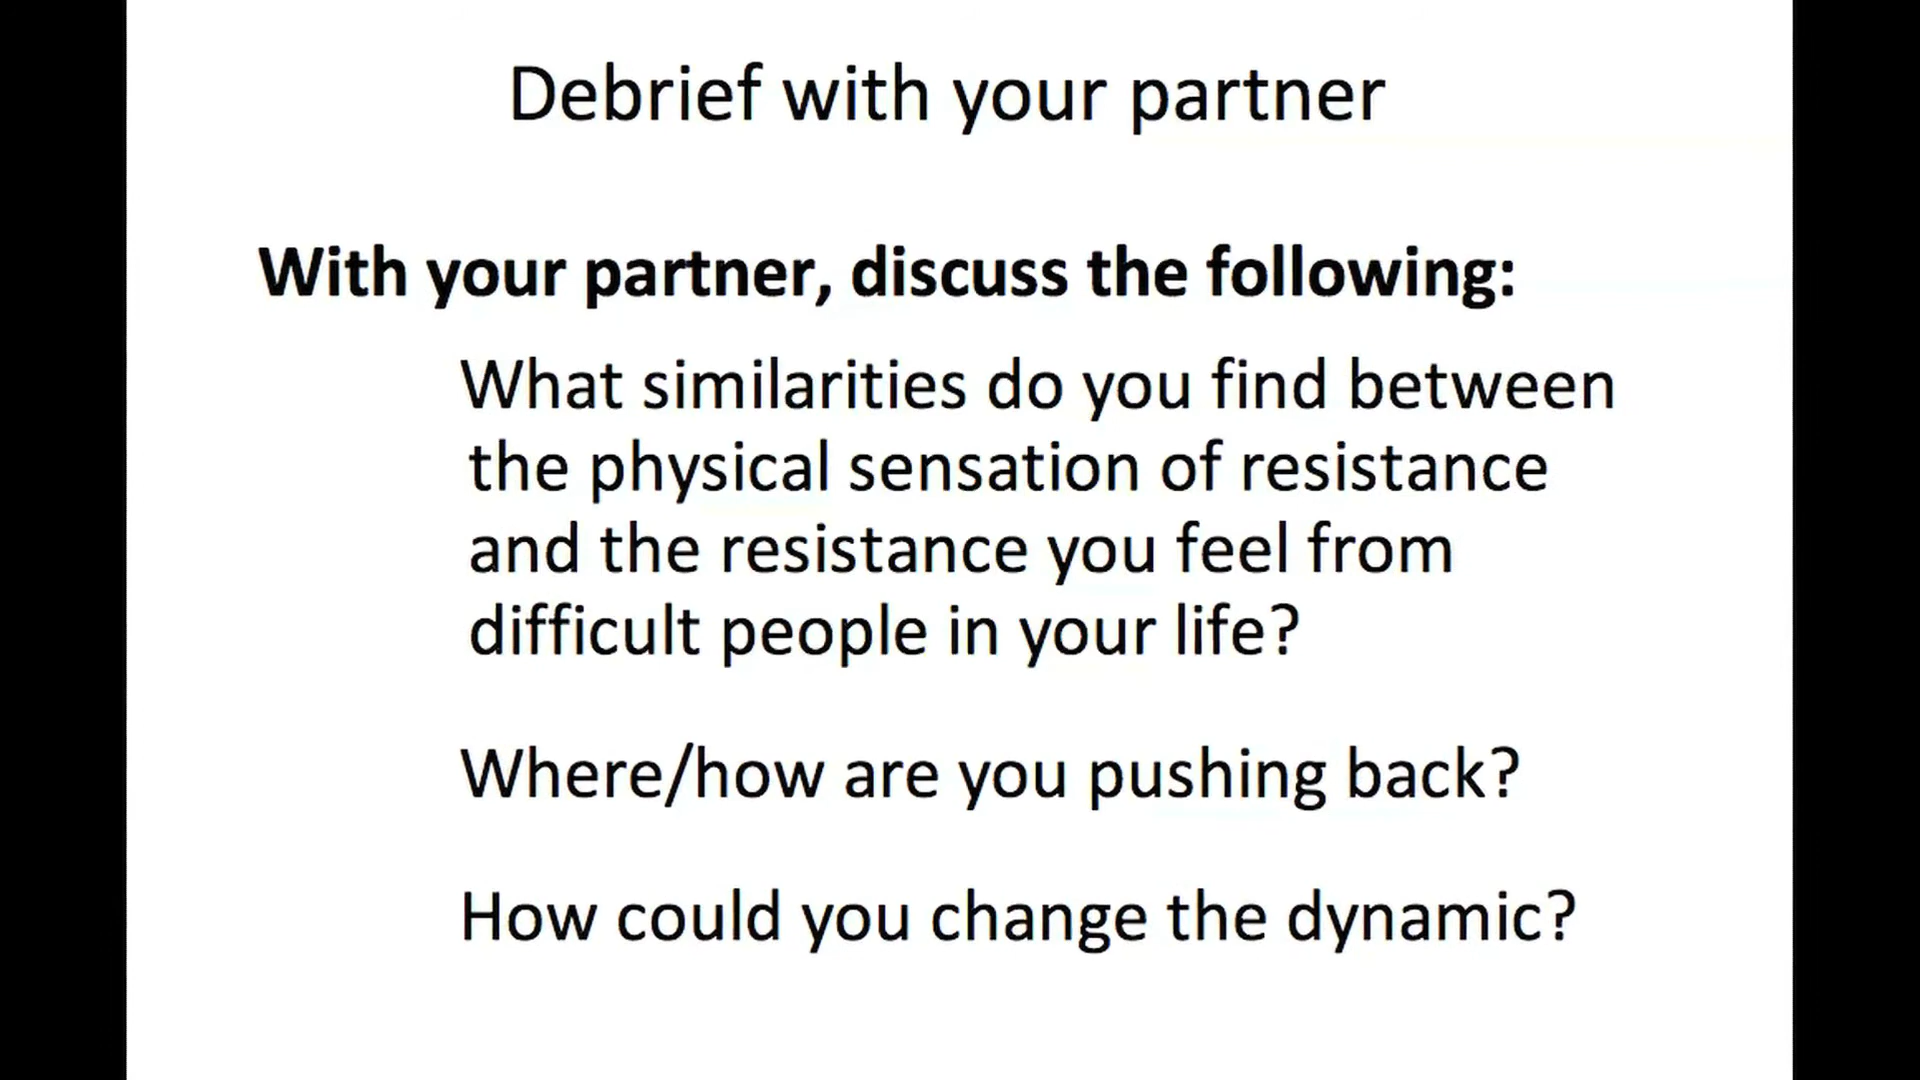 Debrief with your partner
With your partner, discuss the following:
What similarities do you find between
the physical sensation of resistance
and the resistance you feel from
difficult people in your life?
Where/how are you pushing back?
How could you change the dynamic?